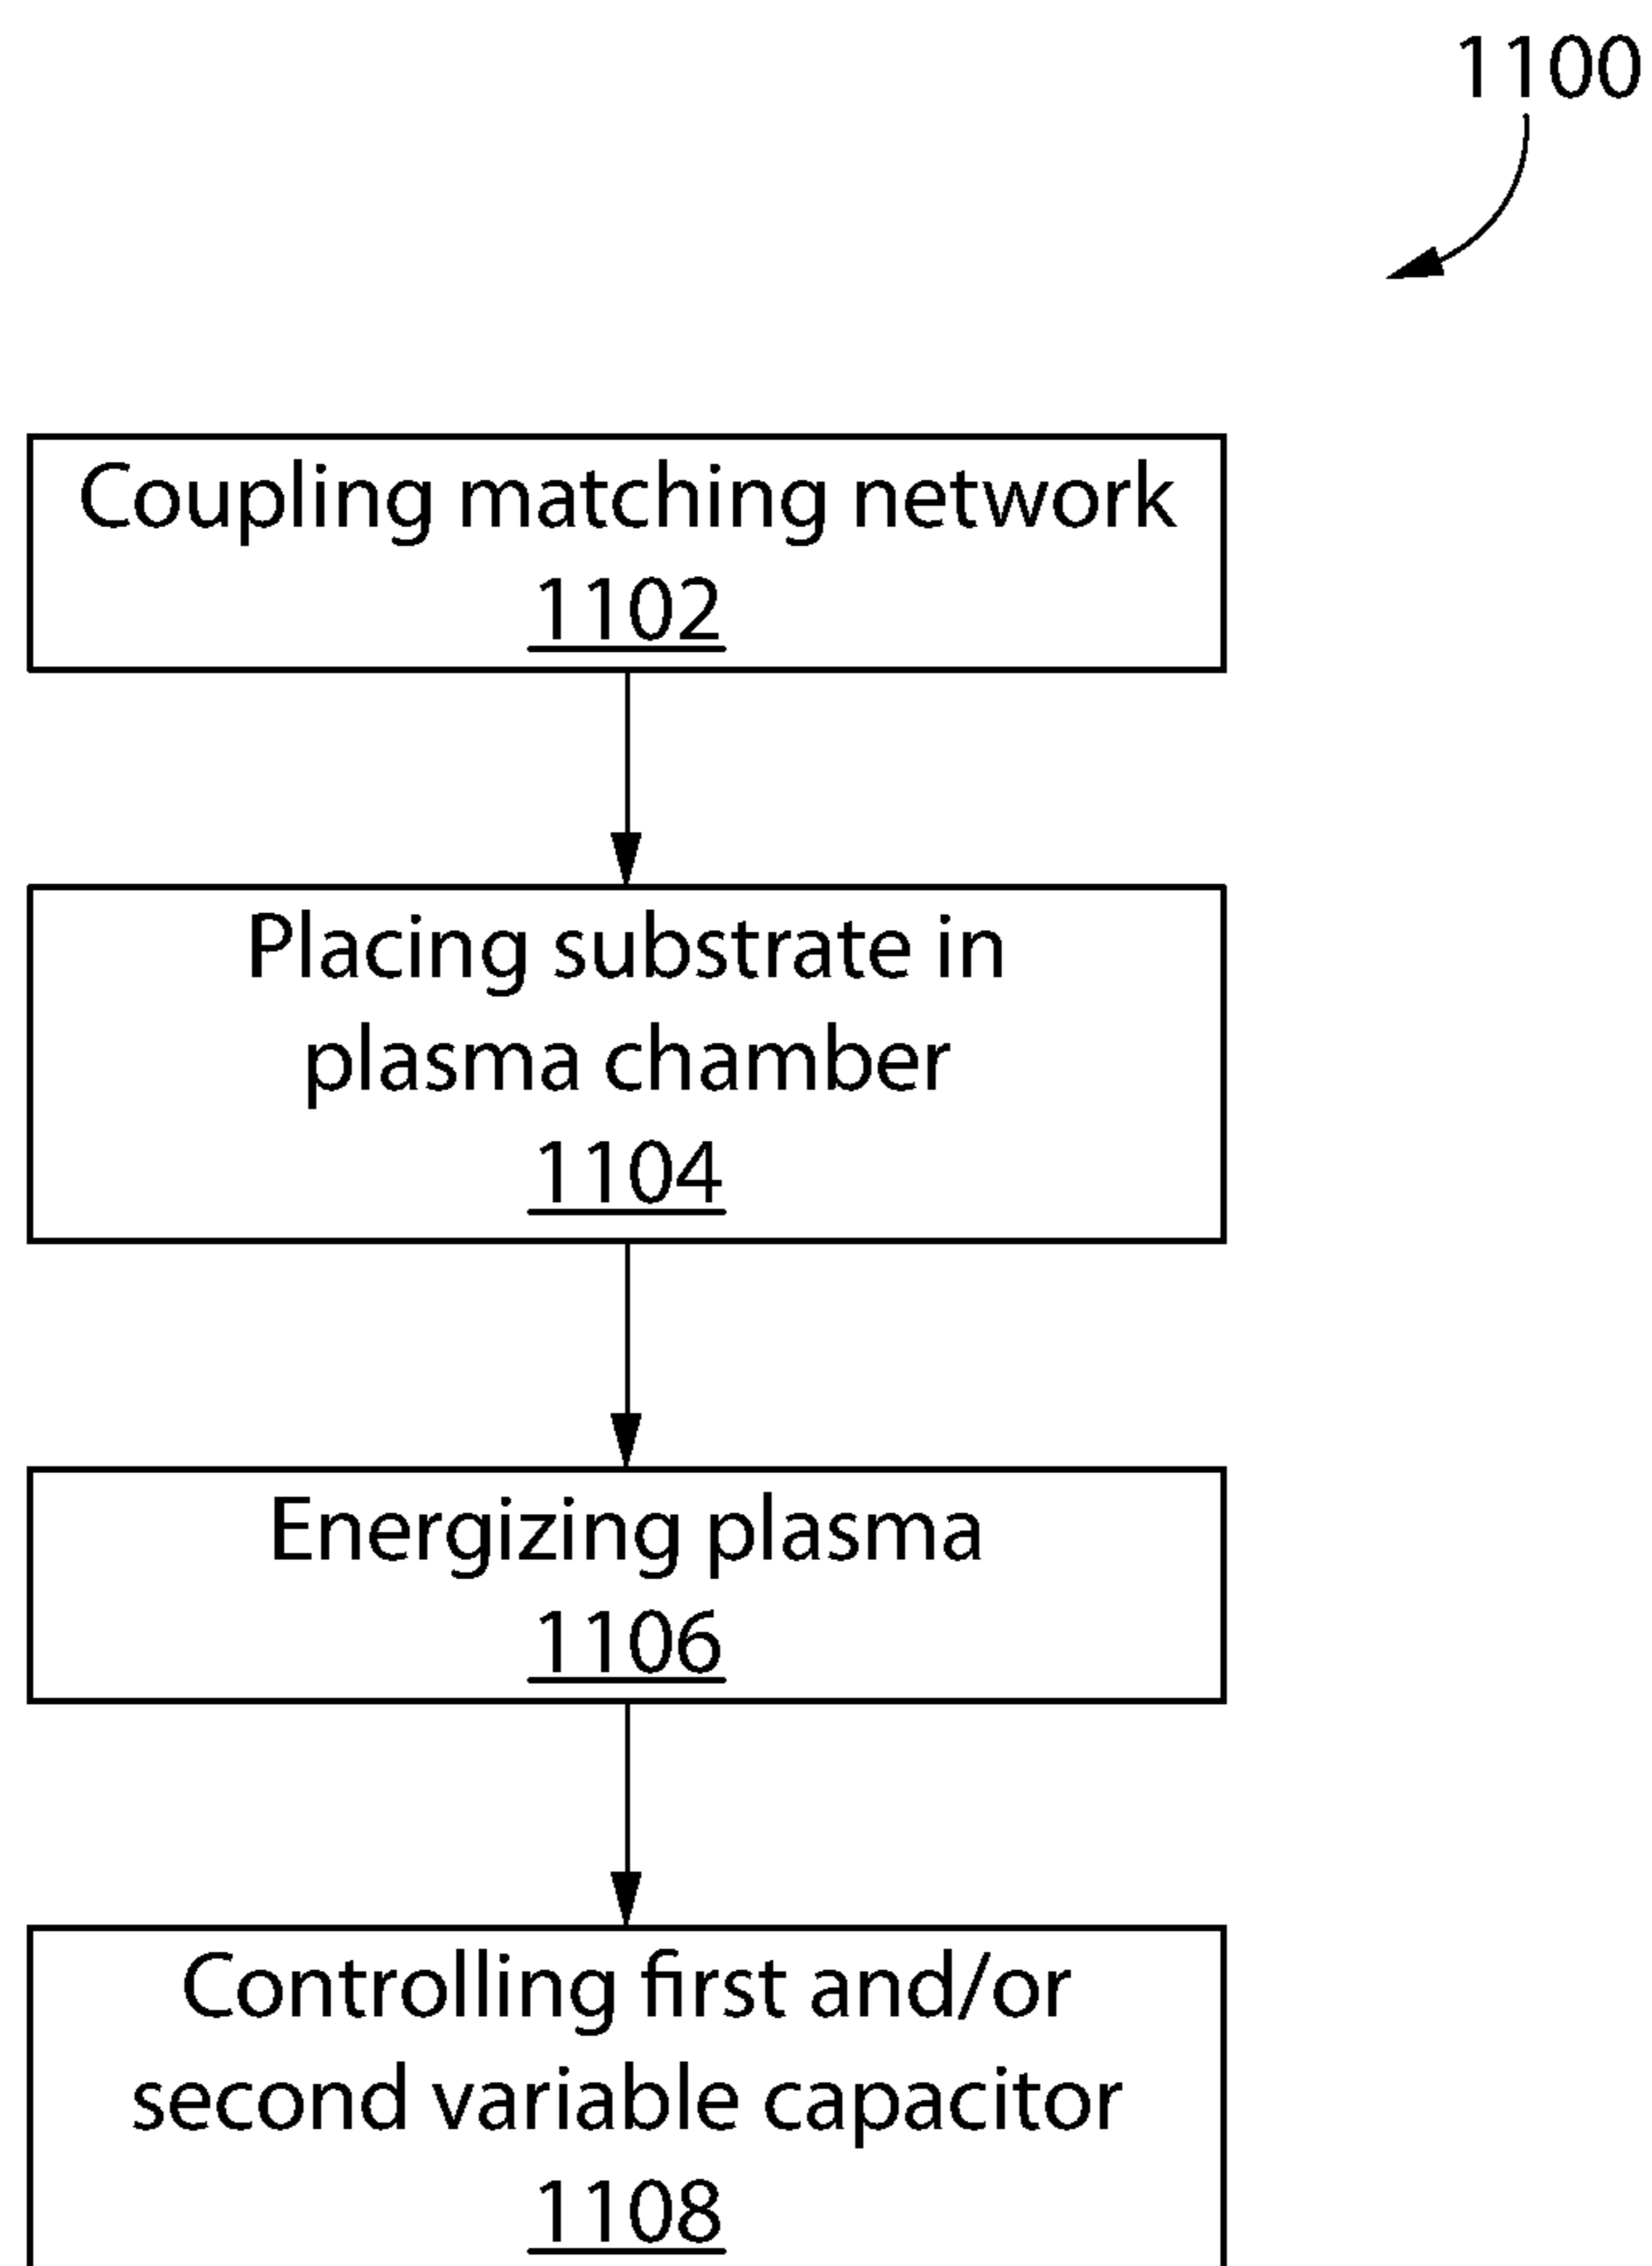 1100
Coupling matching network
1102
Placing substrate in
plasma chamber
1104
Energizing plasma
1106
Controlling first and/or
second variable capacitor
1108